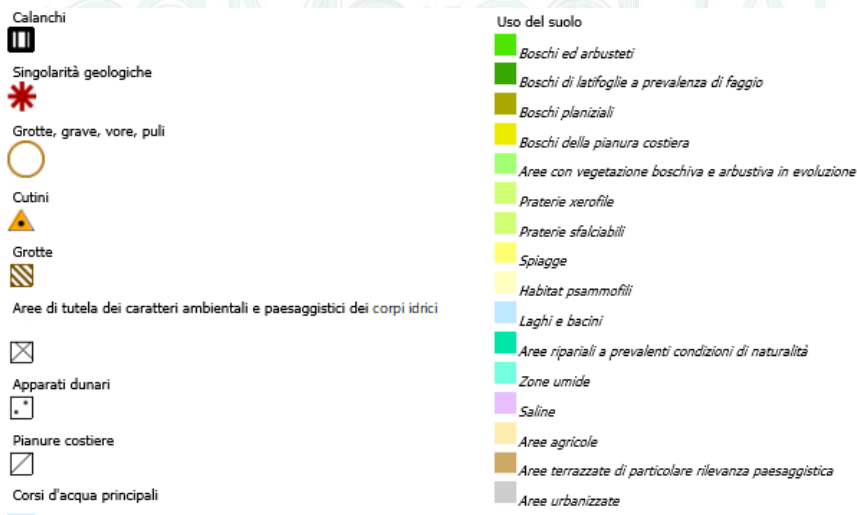 Calanchi
Singolarità geologiche
Grotte, grave, vore, puli
Cutini
Grotte
Aree di tutela dei caratteri ambientali e paesaggistici dei corpi idrici
Apparati dunari
Pianure costiere
Corsi d'acqua principali
Uso del suolo
Boschi ed arbusteti
Boschi di latifoglie a prevalenza di faggio
Boschi planiziali
Boschi della pianura costiera
Aree con vegetazione boschiva e arbustiva in evoluzione
Praterie xerofile
Praterie sfalciabili
Spiagge
Habitat psammofili
Laghi e bacini
Aree ripariali a prevalenti condizioni di naturalità
Zone umide
Saline
Aree agricole
Aree terrazzate di particolare rilevanza paesaggistica
Aree urbanizzate